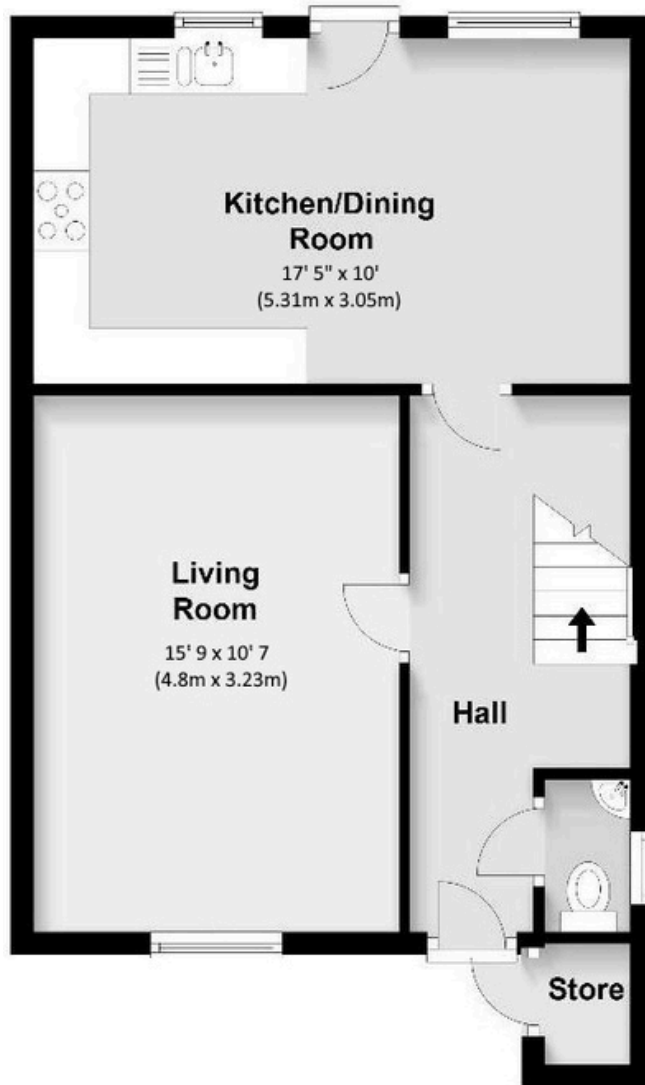 Kitchen/Dining
Room
17' 5" x 10'
(5.31m x 3.05m)
Living
Room
15' 9 x 10' 7
(4.8m x 3.23m)
Hall
Store